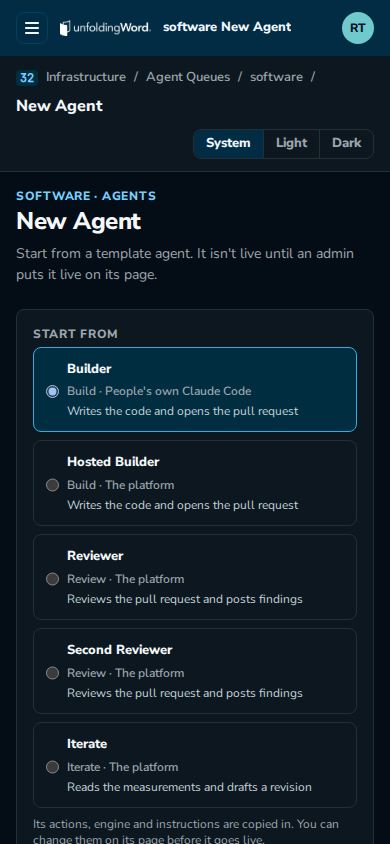 unfoldingWord.
software New Agent
RT
32 Infrastructure / Agent Queues / software /
New Agent
System
Light
Dark
SOFTWARE · AGENTS
New Agent
Start from a template agent. It isn't live until an admin
puts it live on its page.
START FROM
Builder
Build · People's own Claude Code
Writes the code and opens the pull request
Hosted Builder
Build · The platform
Writes the code and opens the pull request
Reviewer
Review · The platform
Reviews the pull request and posts findings
Second Reviewer
Review · The platform
Reviews the pull request and posts findings
Iterate
Iterate · The platform
Reads the measurements and drafts a revision
Its actions, engine and instructions are copied in. You can
change them on its page before it goes live.